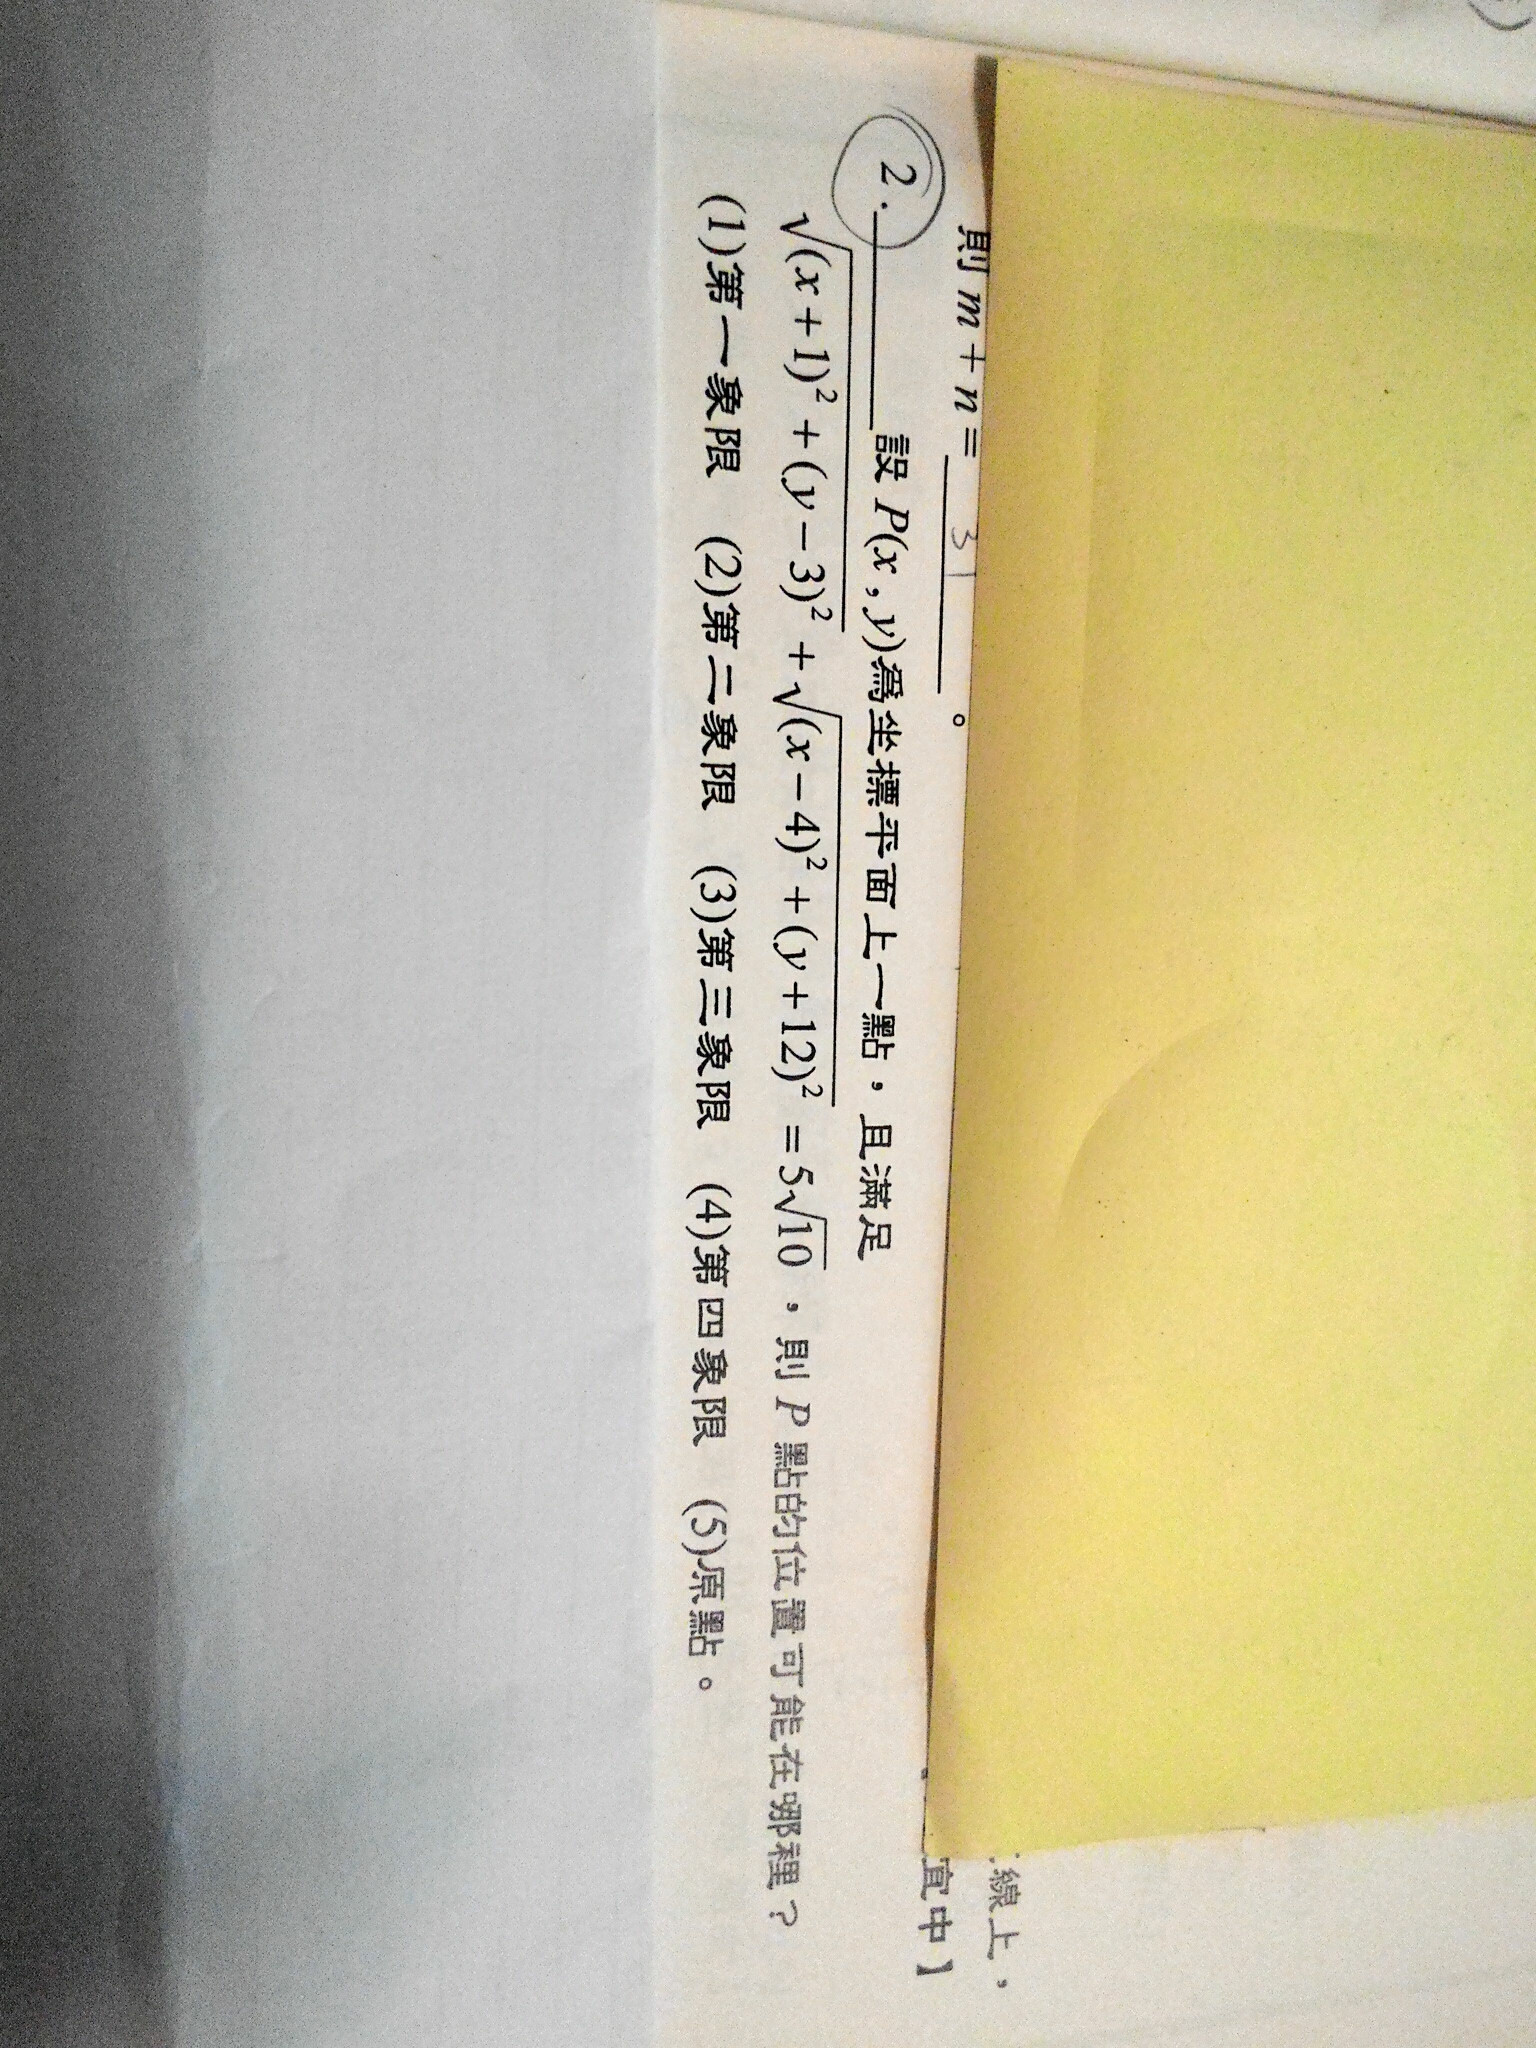 線上，
則 m + n = 31 。
宜中】
2. 設 P(x , y)為坐標平面上一點，且滿足
√(x+1)² + (y-3)² + √(x-4)² + (y+12)² = 5√10 ，則 P 點的位置可能在哪裡？
(1)第一象限 (2)第二象限 (3)第三象限 (4)第四象限 (5)原點。